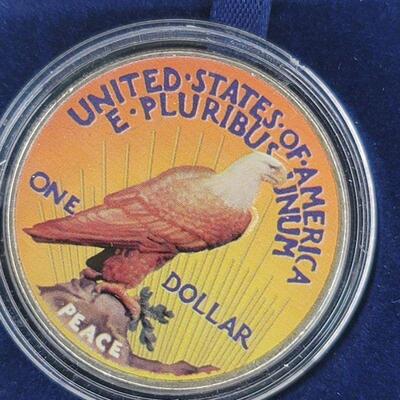 UNITED·STATES·OF·AMERICA
E·PLURIBUS UNUM
ONE
DOLLAR
PEACE